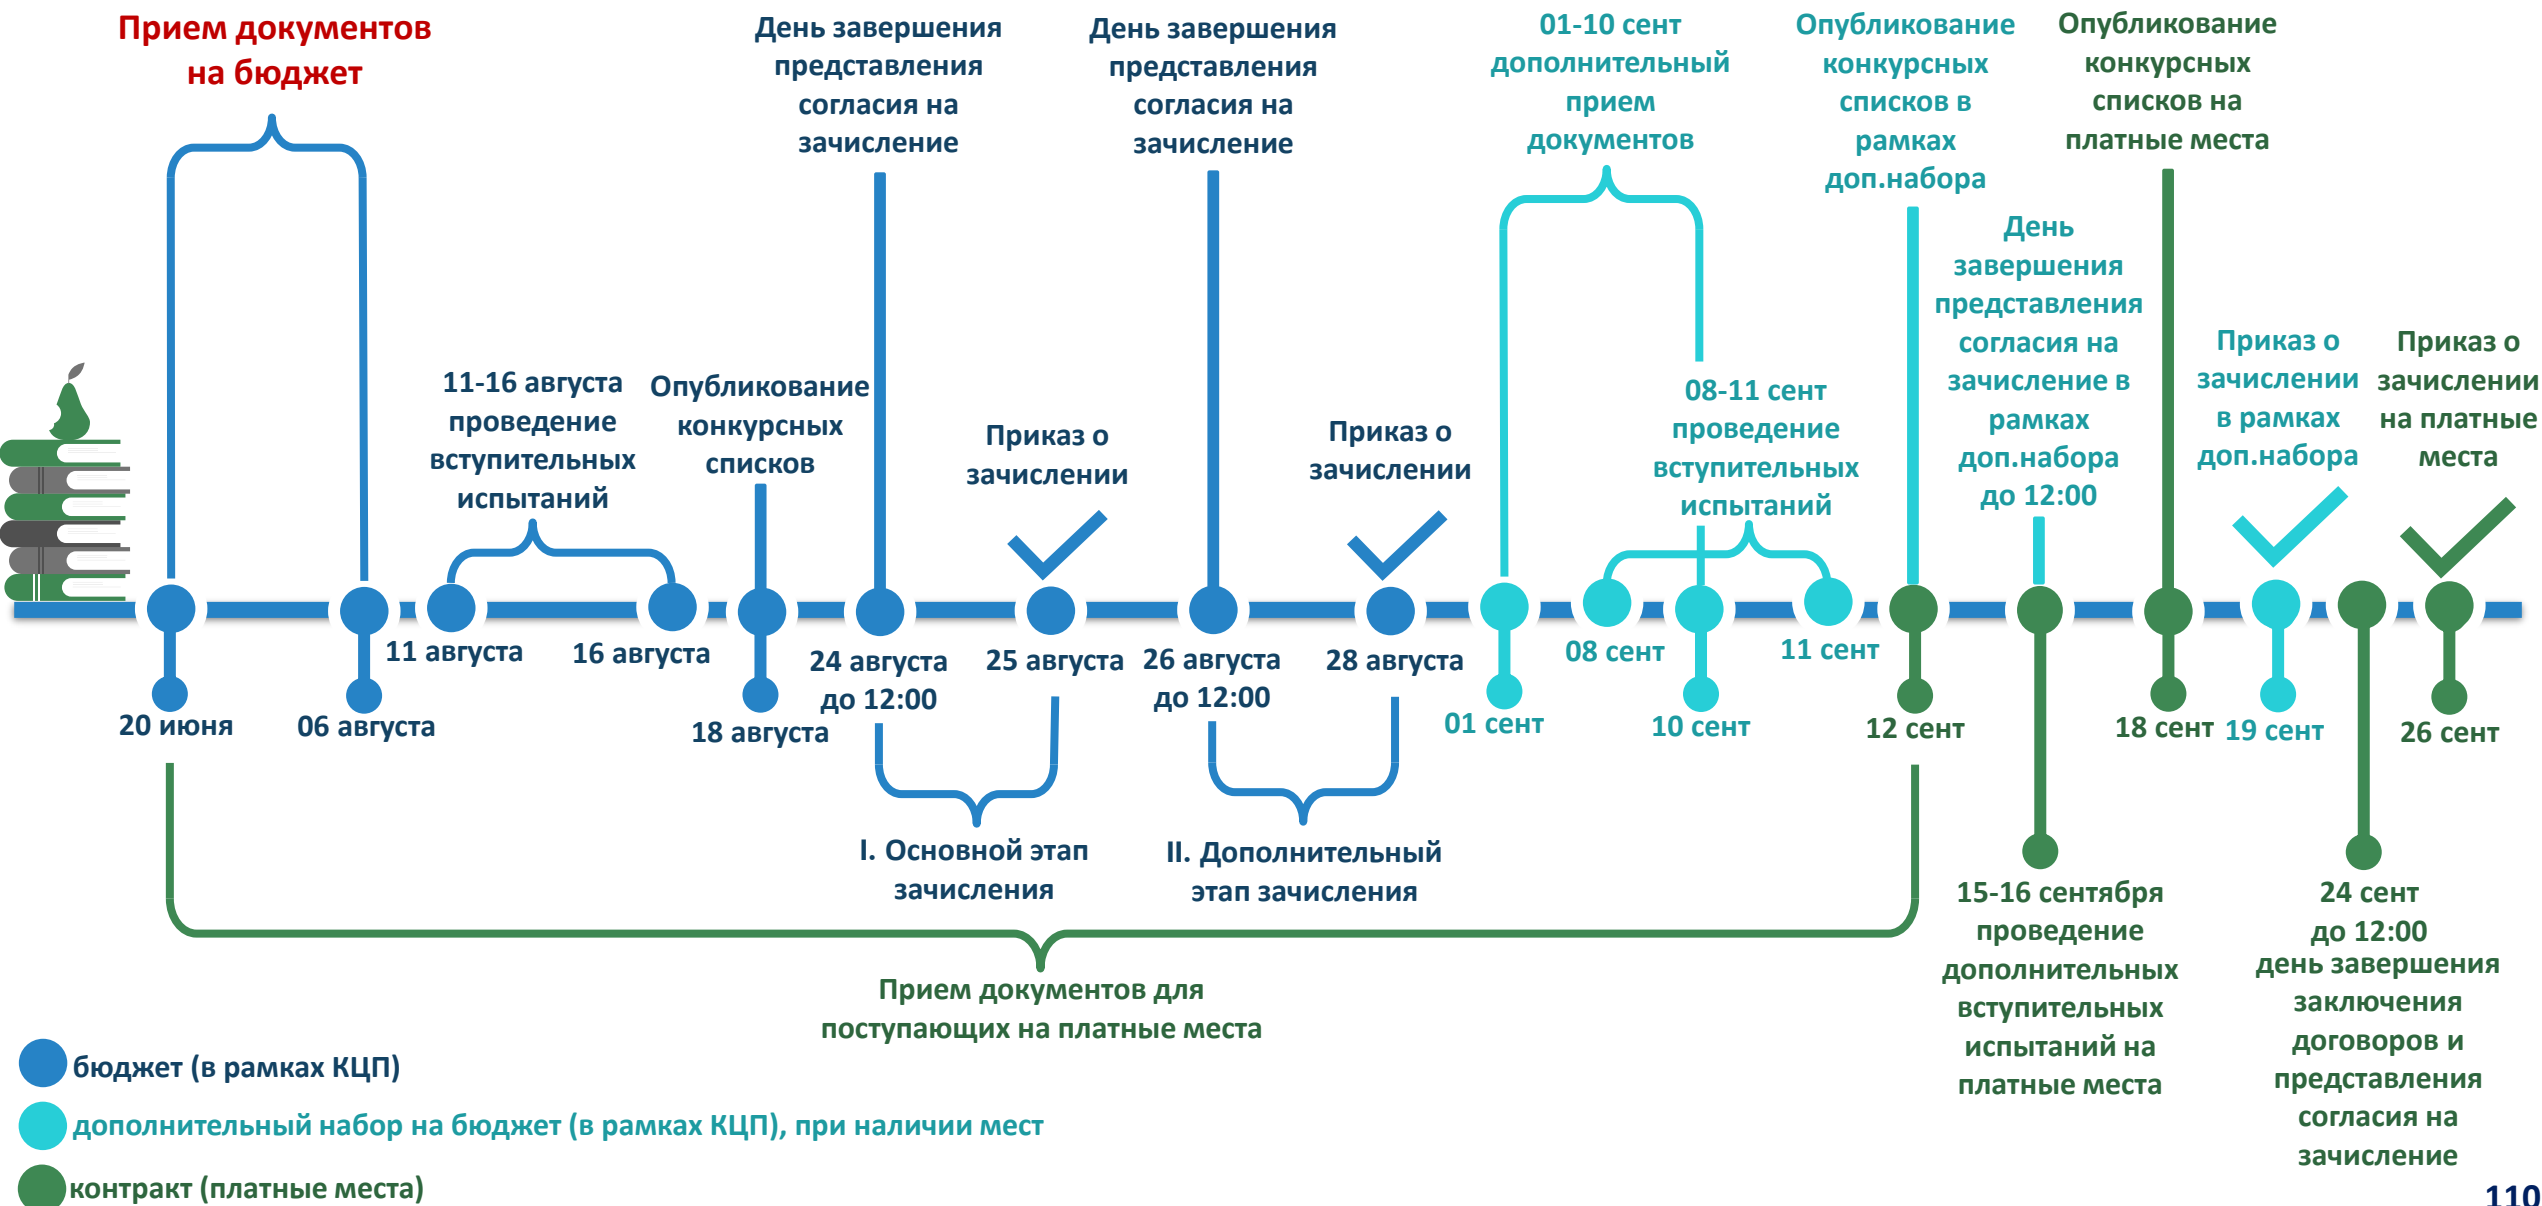 Прием документов
на бюджет
День завершения
представления
согласия на
зачисление
День завершения
представления
согласия на
зачисление
01-10 сент
дополнительный
прием
документов
Опубликование
конкурсных
списков в
рамках
доп.набора
Опубликование
конкурсных
списков на
платные места
11-16 августа
проведение
вступительных
испытаний
Опубликование
конкурсных
списков
Приказ о
зачислении
Приказ о
зачислении
08-11 сент
проведение
вступительных
испытаний
День
завершения
представления
согласия на
зачисление в
рамках
доп.набора
до 12:00
Приказ о
зачислении
в рамках
доп.набора
Приказ о
зачислении
на платные
места
20 июня
06 августа
11 августа
16 августа
18 августа
24 августа
до 12:00
25 августа
26 августа
до 12:00
28 августа
01 сент
08 сент
10 сент
11 сент
12 сент
18 сент
19 сент
26 сент
I. Основной этап
зачисления
II. Дополнительный
этап зачисления
15-16 сентября
проведение
дополнительных
вступительных
испытаний на
платные места
24 сент
до 12:00
день завершения
заключения
договоров и
представления
согласия на
зачисление
Прием документов для
поступающих на платные места
бюджет (в рамках КЦП)
дополнительный набор на бюджет (в рамках КЦП), при наличии мест
контракт (платные места)
110